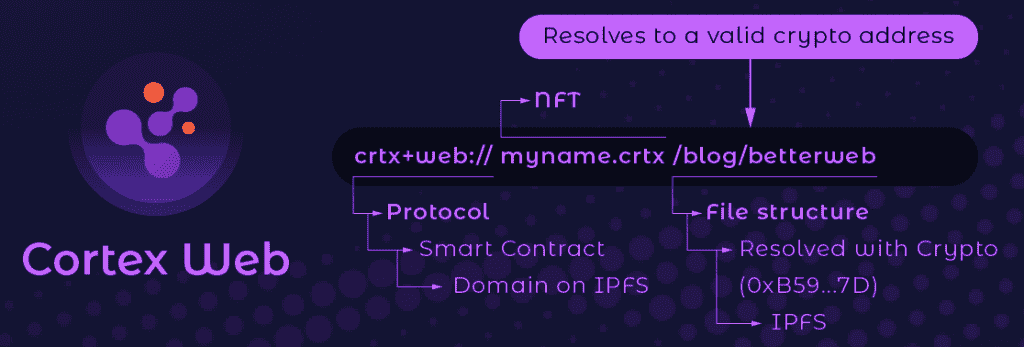 Resolves to a valid crypto address
NFT
crtx+web:// myname.crtx /blog/betterweb
Protocol
Smart Contract
Domain on IPFS
File structure
Resolved with Crypto
(0xB59...7D)
IPFS
Cortex Web